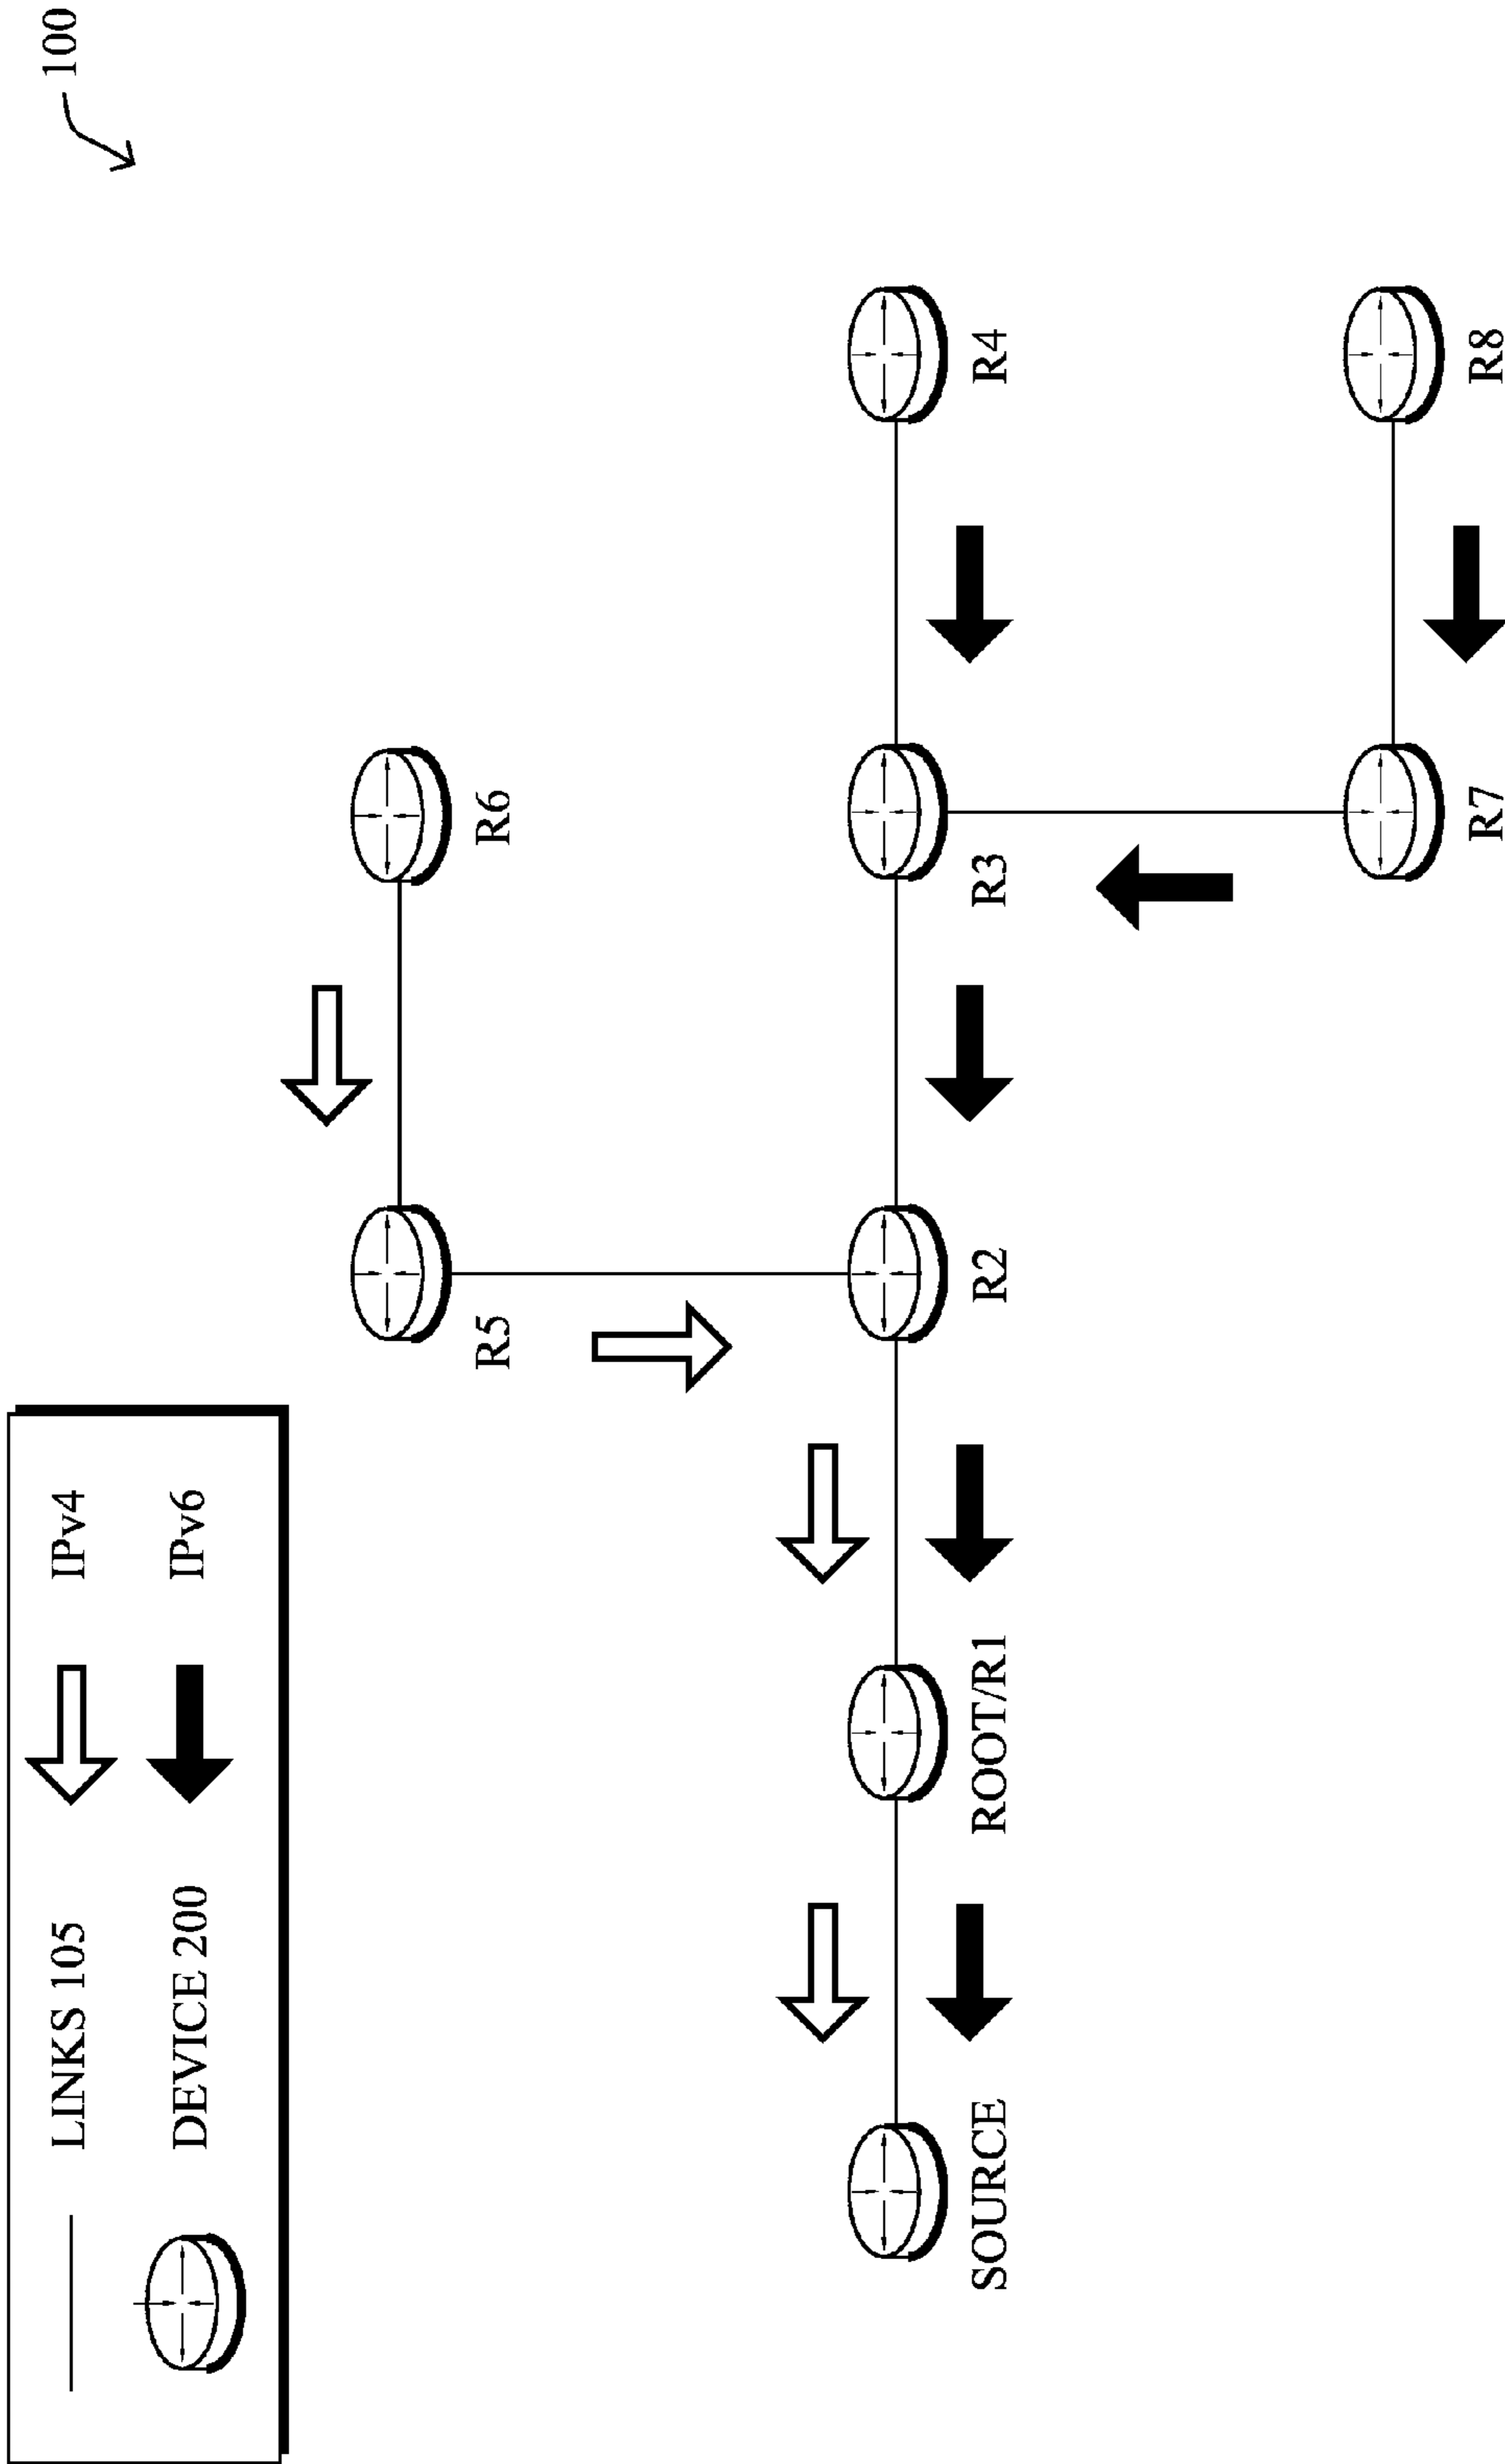 100
LINKS 105
IPv4
DEVICE 200
IPv6
R5
R6
SOURCE
ROOT/R1
R2
R3
R4
R7
R8